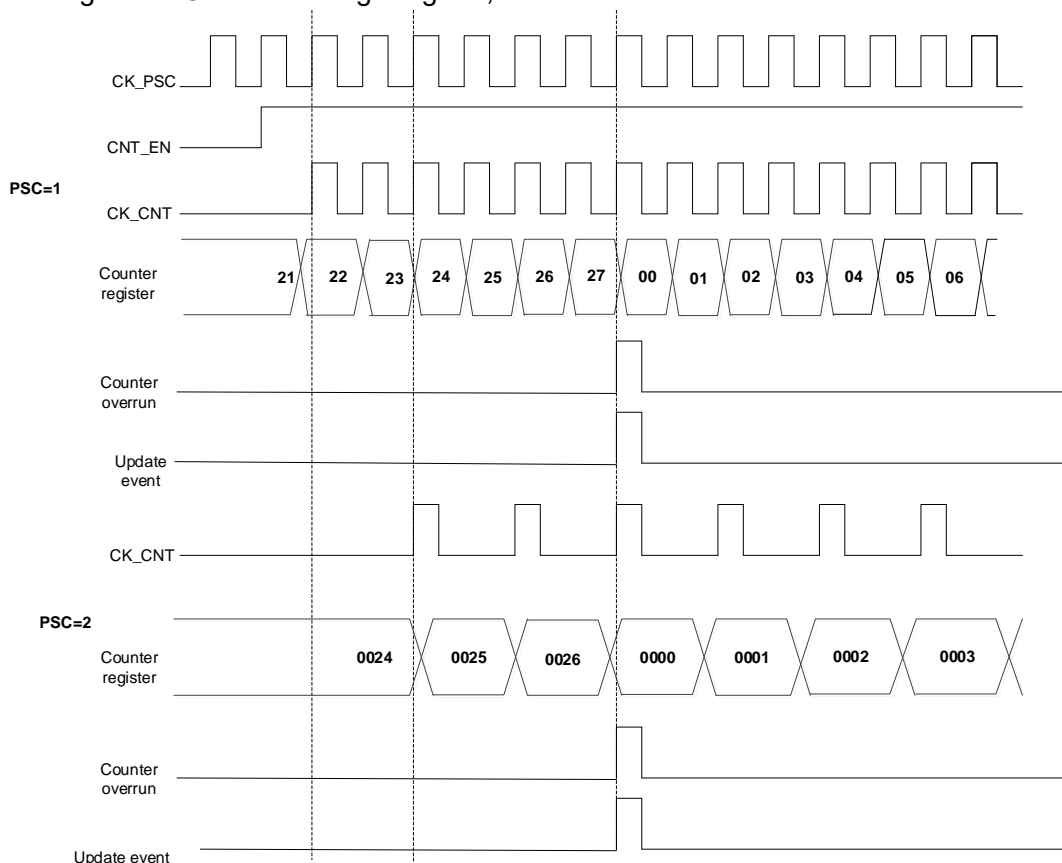 CK_PSC
CNT_EN
PSC=1
CK_CNT
Counter
register
21 22 23 24 25 26 27 00 01 02 03 04 05 06
Counter
overrun
Update
event
CK_CNT
PSC=2
Counter
register
0024 0025 0026 0000 0001 0002 0003
Counter
overrun
Update event